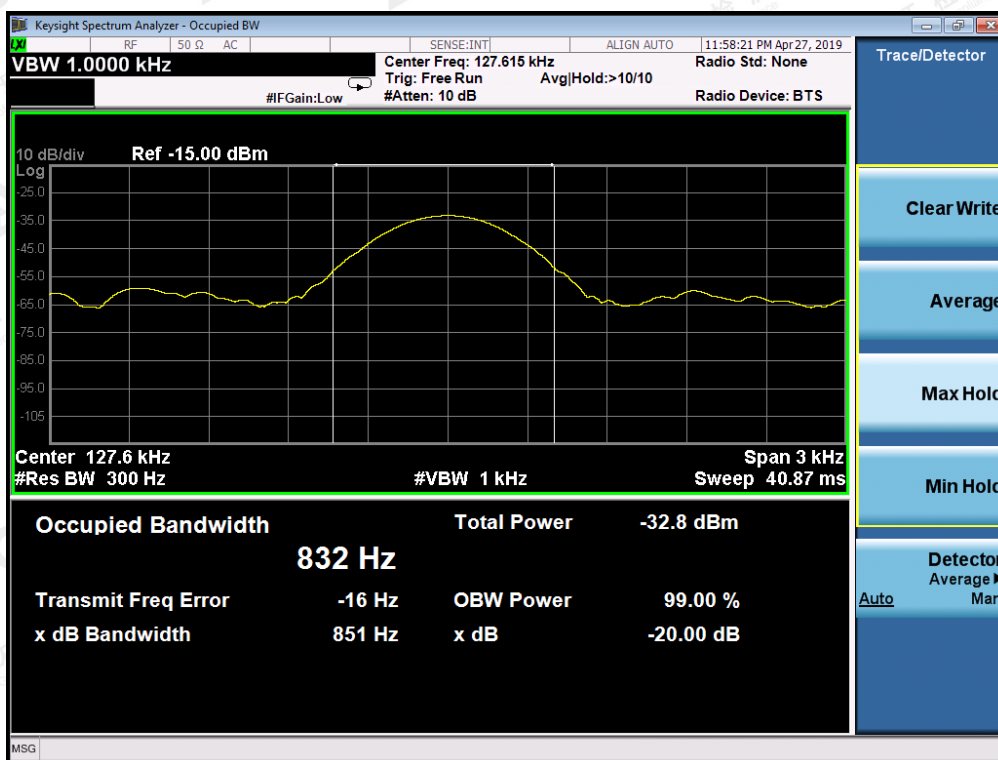 Keysight Spectrum Analyzer - Occupied BW
LXI RF 50 Ω AC SENSE:INT ALIGN AUTO 11:58:21 PM Apr 27, 2019
VBW 1.0000 kHz
Center Freq: 127.615 kHz Radio Std: None
Trig: Free Run Avg|Hold:>10/10
#IFGain:Low #Atten: 10 dB Radio Device: BTS
10 dB/div Ref -15.00 dBm
Log
-25.0
-35.0
-45.0
-55.0
-65.0
-75.0
-85.0
-95.0
-105
Center 127.6 kHz Span 3 kHz
#Res BW 300 Hz #VBW 1 kHz Sweep 40.87 ms
Occupied Bandwidth Total Power -32.8 dBm
832 Hz
Transmit Freq Error -16 Hz OBW Power 99.00 %
x dB Bandwidth 851 Hz x dB -20.00 dB
MSG
Trace/Detector
Clear Write
Average
Max Hold
Min Hold
Detector
Average
Auto Man